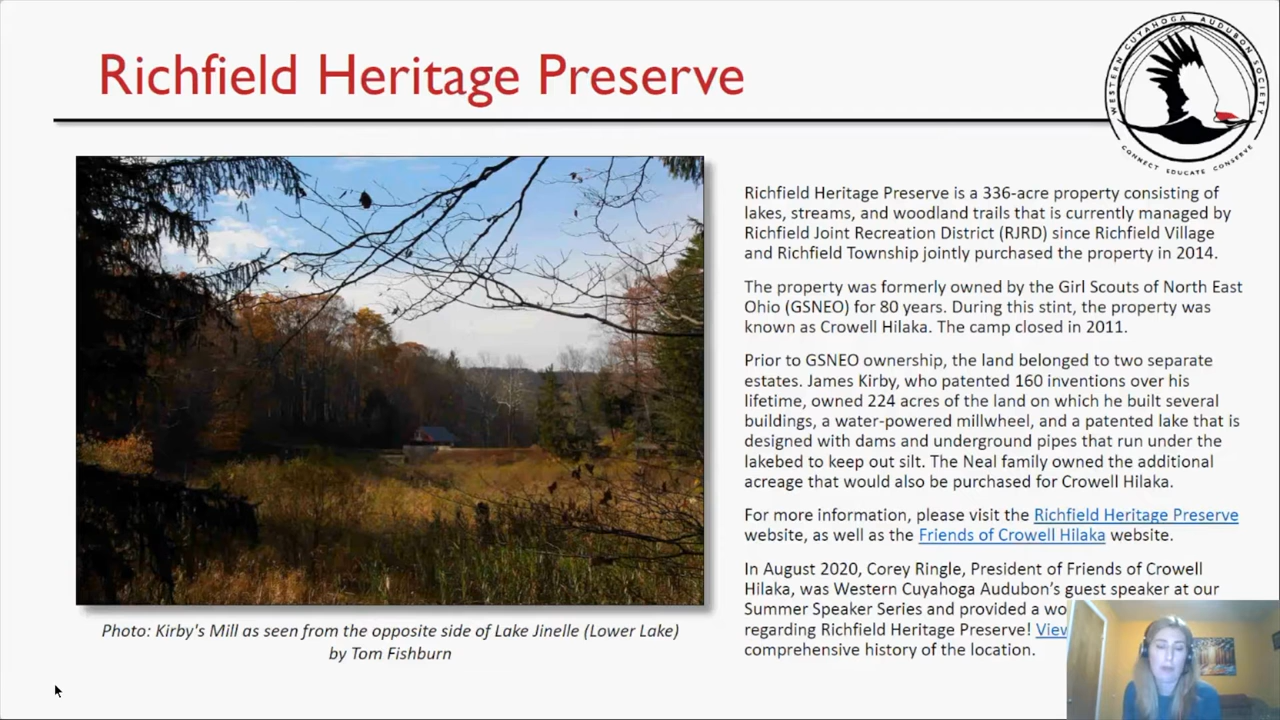 Richfield Heritage Preserve
WESTERN CUYAHOGA AUDUBON SOCIETY
CONNECT EDUCATE CONSERVE
Richfield Heritage Preserve is a 336-acre property consisting of
lakes, streams, and woodland trails that is currently managed by
Richfield Joint Recreation District (RJRD) since Richfield Village
and Richfield Township jointly purchased the property in 2014.
The property was formerly owned by the Girl Scouts of North East
Ohio (GSNEO) for 80 years. During this stint, the property was
known as Crowell Hilaka. The camp closed in 2011.
Prior to GSNEO ownership, the land belonged to two separate
estates. James Kirby, who patented 160 inventions over his
lifetime, owned 224 acres of the land on which he built several
buildings, a water-powered millwheel, and a patented lake that is
designed with dams and underground pipes that run under the
lakebed to keep out silt. The Neal family owned the additional
acreage that would also be purchased for Crowell Hilaka.
For more information, please visit the Richfield Heritage Preserve
website, as well as the Friends of Crowell Hilaka website.
In August 2020, Corey Ringle, President of Friends of Crowell
Hilaka, was Western Cuyahoga Audubon's guest speaker at our
Summer Speaker Series and provided a
regarding Richfield Heritage Preserve! View
comprehensive history of the location.
Photo: Kirby's Mill as seen from the opposite side of Lake Jinelle (Lower Lake)
by Tom Fishburn